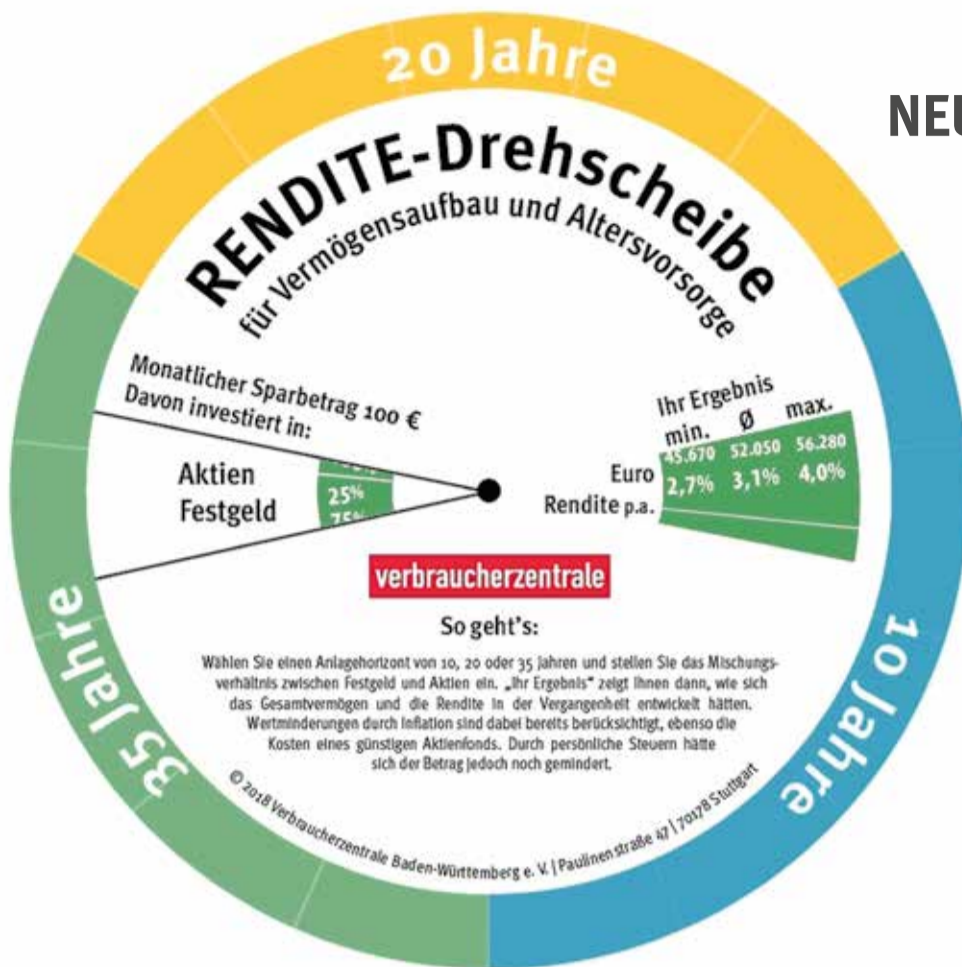 20 Jahre
NEU
RENDITE-Drehscheibe
für Vermögensaufbau und Altersvorsorge
Monatlicher Sparbetrag 100 €
Davon investiert in:
Aktien
Festgeld
25%
75%
Ihr Ergebnis
min. Ø max.
Euro
45.670 52.050 56.280
Rendite p.a.
2,7% 3,1% 4,0%
verbraucherzentrale
So geht's:
Wählen Sie einen Anlagehorizont von 10, 20 oder 35 Jahren und stellen Sie das Mischungs-
verhältnis zwischen Festgeld und Aktien ein. „Ihr Ergebnis“ zeigt Ihnen dann, wie sich
das Gesamtvermögen und die Rendite in der Vergangenheit entwickelt hätten.
Wertminderungen durch Inflation sind dabei bereits berücksichtigt, ebenso die
Kosten eines günstigen Aktienfonds. Durch persönliche Steuern hätte
sich der Betrag jedoch noch gemindert.
© 2018 Verbraucherzentrale Baden-Württemberg e. V. | Paulinenstraße 47 | 70178 Stuttgart
35 Jahre
10 Jahre